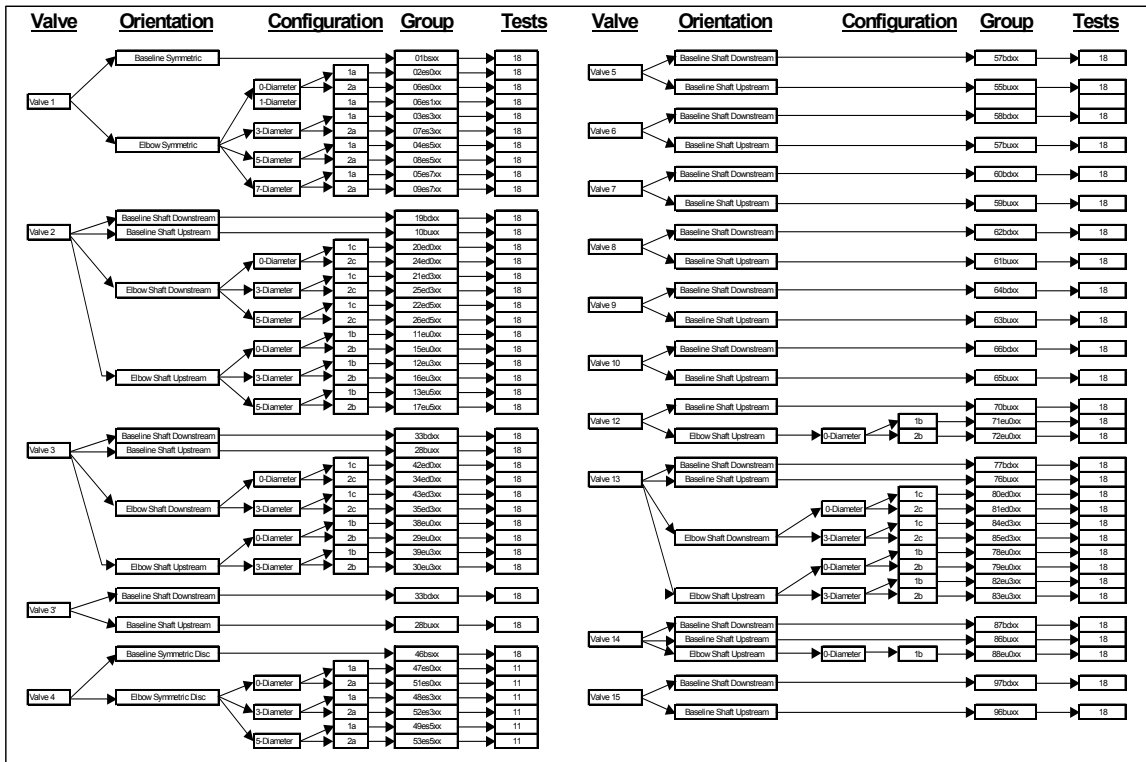 Valve Orientation Configuration Group Tests
Baseline Symmetric 01bsxx 18
1a 02es0xx 18
0-Diameter 2a 06es0xx 18
Valve 1 1-Diameter 1a 06es1xx 18
1a 03es3xx 18
3-Diameter 2a 07es3xx 18
Elbow Symmetric 1a 04es5xx 18
5-Diameter 2a 08es5xx 18
1a 05es7xx 18
7-Diameter 2a 09es7xx 18
Baseline Shaft Downstream 19bdxx 18
Valve 2 Baseline Shaft Upstream 10buxx 18
1c 20ed0xx 18
0-Diameter 2c 24ed0xx 18
1c 21ed3xx 18
Elbow Shaft Downstream 3-Diameter 2c 25ed3xx 18
1c 22ed5xx 18
5-Diameter 2c 26ed5xx 18
1b 11eu0xx 18
0-Diameter 2b 15eu0xx 18
1b 12eu3xx 18
Elbow Shaft Upstream 3-Diameter 2b 16eu3xx 18
1b 13eu5xx 18
5-Diameter 2b 17eu5xx 18
Baseline Shaft Downstream 33bdxx 18
Valve 3 Baseline Shaft Upstream 28buxx 18
1c 42ed0xx 18
0-Diameter 2c 34ed0xx 18
1c 43ed3xx 18
Elbow Shaft Downstream 3-Diameter 2c 35ed3xx 18
1b 38eu0xx 18
0-Diameter 2b 29eu0xx 18
1b 39eu3xx 18
Elbow Shaft Upstream 3-Diameter 2b 30eu3xx 18
Baseline Shaft Downstream 33bdxx 18
Valve 3'
Baseline Shaft Upstream 28buxx 18
Baseline Symmetric Disc 46bsxx 18
1a 47es0xx 11
0-Diameter 2a 51es0xx 11
Valve 4 Elbow Symmetric Disc 1a 48es3xx 11
3-Diameter 2a 52es3xx 11
1a 49es5xx 11
5-Diameter 2a 53es5xx 11
Valve Orientation Configuration Group Tests
Baseline Shaft Downstream 57bdxx 18
Valve 5
Baseline Shaft Upstream 55buxx 18
Baseline Shaft Downstream 58bdxx 18
Valve 6
Baseline Shaft Upstream 57buxx 18
Baseline Shaft Downstream 60bdxx 18
Valve 7
Baseline Shaft Upstream 59buxx 18
Baseline Shaft Downstream 62bdxx 18
Valve 8
Baseline Shaft Upstream 61buxx 18
Baseline Shaft Downstream 64bdxx 18
Valve 9
Baseline Shaft Upstream 63buxx 18
Baseline Shaft Downstream 66bdxx 18
Valve 10
Baseline Shaft Upstream 65buxx 18
Baseline Shaft Upstream 70buxx 18
Valve 12 1b 71eu0xx 18
Elbow Shaft Upstream 0-Diameter 2b 72eu0xx 18
Baseline Shaft Downstream 77bdxx 18
Valve 13 Baseline Shaft Upstream 76buxx 18
1c 80ed0xx 18
0-Diameter 2c 81ed0xx 18
1c 84ed3xx 18
Elbow Shaft Downstream 3-Diameter 2c 85ed3xx 18
1b 78eu0xx 18
0-Diameter 2b 79eu0xx 18
1b 82eu3xx 18
Elbow Shaft Upstream 3-Diameter 2b 83eu3xx 18
Baseline Shaft Downstream 87bdxx 18
Valve 14 Baseline Shaft Upstream 86buxx 18
Elbow Shaft Upstream 0-Diameter 1b 88eu0xx 18
Baseline Shaft Downstream 97bdxx 18
Valve 15
Baseline Shaft Upstream 96buxx 18